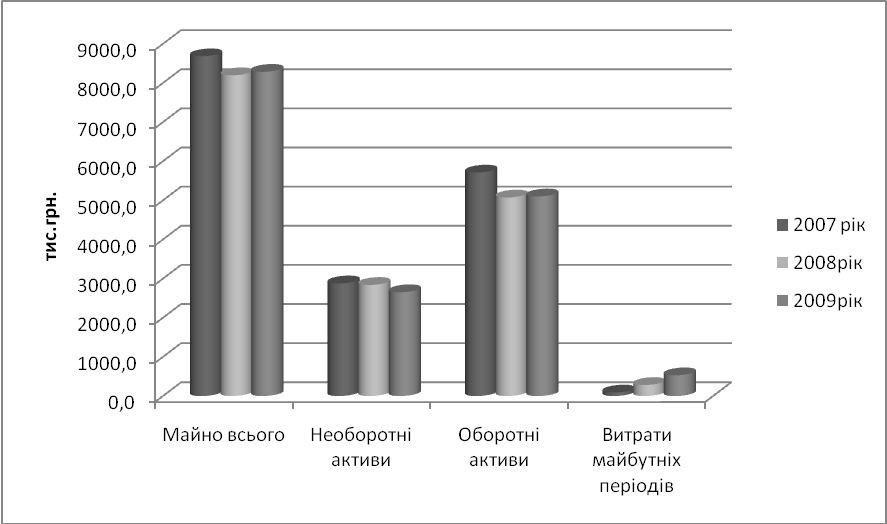 9000,0
8000,0
7000,0
6000,0
5000,0
4000,0
3000,0
2000,0
1000,0
0,0
тис.грн.
Майно всього
Необоротні
активи
Оборотні
активи
Витрати
майбутніх
періодів
2007 рік
2008рік
2009рік